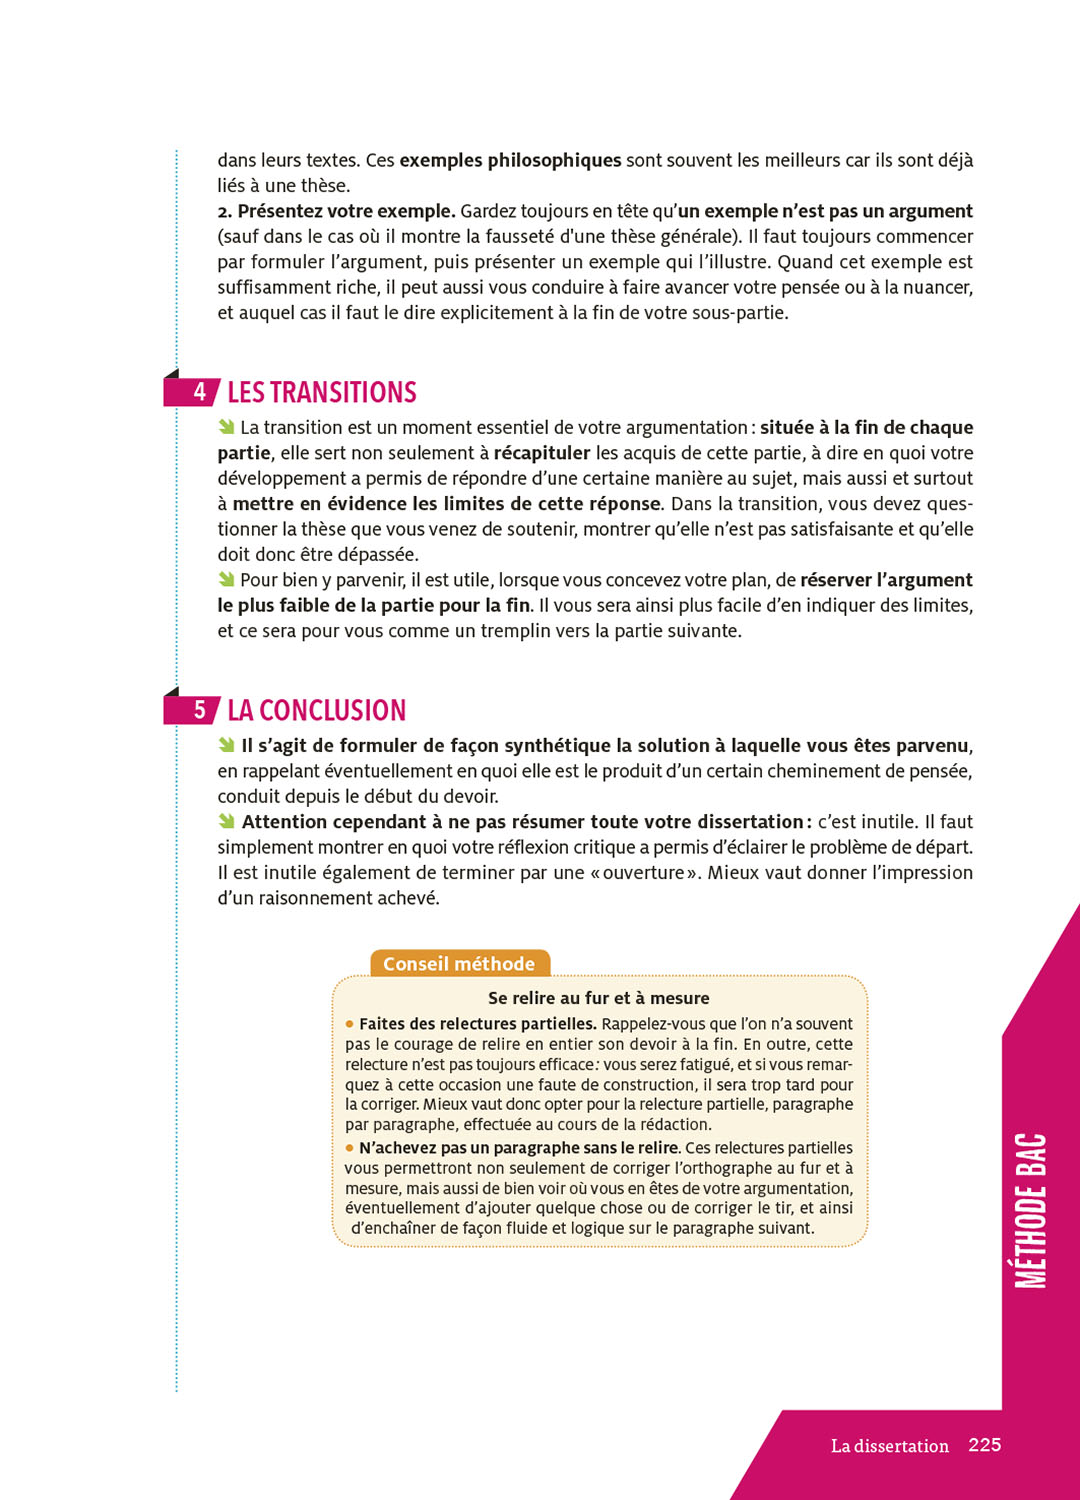 dans leurs textes. Ces exemples philosophiques sont souvent les meilleurs car ils sont déjà
liés à une thèse.
2. Présentez votre exemple. Gardez toujours en tête qu’un exemple n’est pas un argument
(sauf dans le cas où il montre la fausseté d'une thèse générale). Il faut toujours commencer
par formuler l’argument, puis présenter un exemple qui l’illustre. Quand cet exemple est
suffisamment riche, il peut aussi vous conduire à faire avancer votre pensée ou à la nuancer,
et auquel cas il faut le dire explicitement à la fin de votre sous-partie.
4 LES TRANSITIONS
La transition est un moment essentiel de votre argumentation : située à la fin de chaque
partie, elle sert non seulement à récapituler les acquis de cette partie, à dire en quoi votre
développement a permis de répondre d’une certaine manière au sujet, mais aussi et surtout
à mettre en évidence les limites de cette réponse. Dans la transition, vous devez ques-
tionner la thèse que vous venez de soutenir, montrer qu’elle n’est pas satisfaisante et qu’elle
doit donc être dépassée.
Pour bien y parvenir, il est utile, lorsque vous concevez votre plan, de réserver l’argument
le plus faible de la partie pour la fin. Il vous sera ainsi plus facile d’en indiquer des limites,
et ce sera pour vous comme un tremplin vers la partie suivante.
5 LA CONCLUSION
Il s’agit de formuler de façon synthétique la solution à laquelle vous êtes parvenu,
en rappelant éventuellement en quoi elle est le produit d’un certain cheminement de pensée,
conduit depuis le début du devoir.
Attention cependant à ne pas résumer toute votre dissertation : c’est inutile. Il faut
simplement montrer en quoi votre réflexion critique a permis d’éclairer le problème de départ.
Il est inutile également de terminer par une « ouverture ». Mieux vaut donner l’impression
d’un raisonnement achevé.
Conseil méthode
Se relire au fur et à mesure
• Faites des relectures partielles. Rappelez-vous que l’on n’a souvent
pas le courage de relire en entier son devoir à la fin. En outre, cette
relecture n’est pas toujours efficace : vous serez fatigué, et si vous remar-
quez à cette occasion une faute de construction, il sera trop tard pour
la corriger. Mieux vaut donc opter pour la relecture partielle, paragraphe
par paragraphe, effectuée au cours de la rédaction.
• N’achevez pas un paragraphe sans le relire. Ces relectures partielles
vous permettront non seulement de corriger l’orthographe au fur et à
mesure, mais aussi de bien voir où vous en êtes de votre argumentation,
éventuellement d’ajouter quelque chose ou de corriger le tir, et ainsi
d’enchaîner de façon fluide et logique sur le paragraphe suivant.
MÉTHODE BAC
La dissertation 225